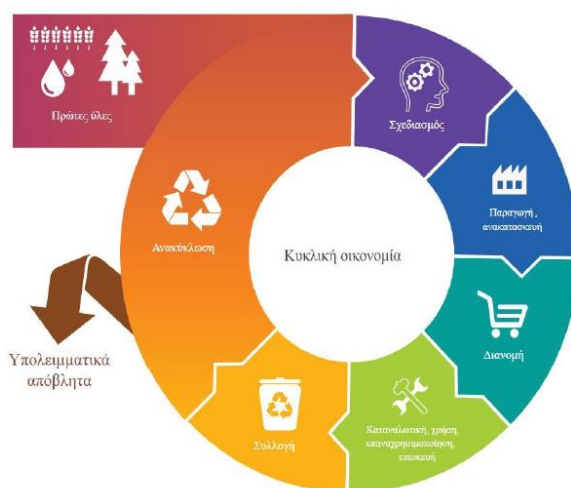 Πρώτες ύλες
Σχεδιασμός
Παραγωγή,
ανακατασκευή
Διανομή
Καταναλωτική, χρήση,
επαναχρησιμοποίηση,
επισκευή
Συλλογή
Ανακύκλωση
Υπολειμματικά
απόβλητα
Κυκλική οικονομία